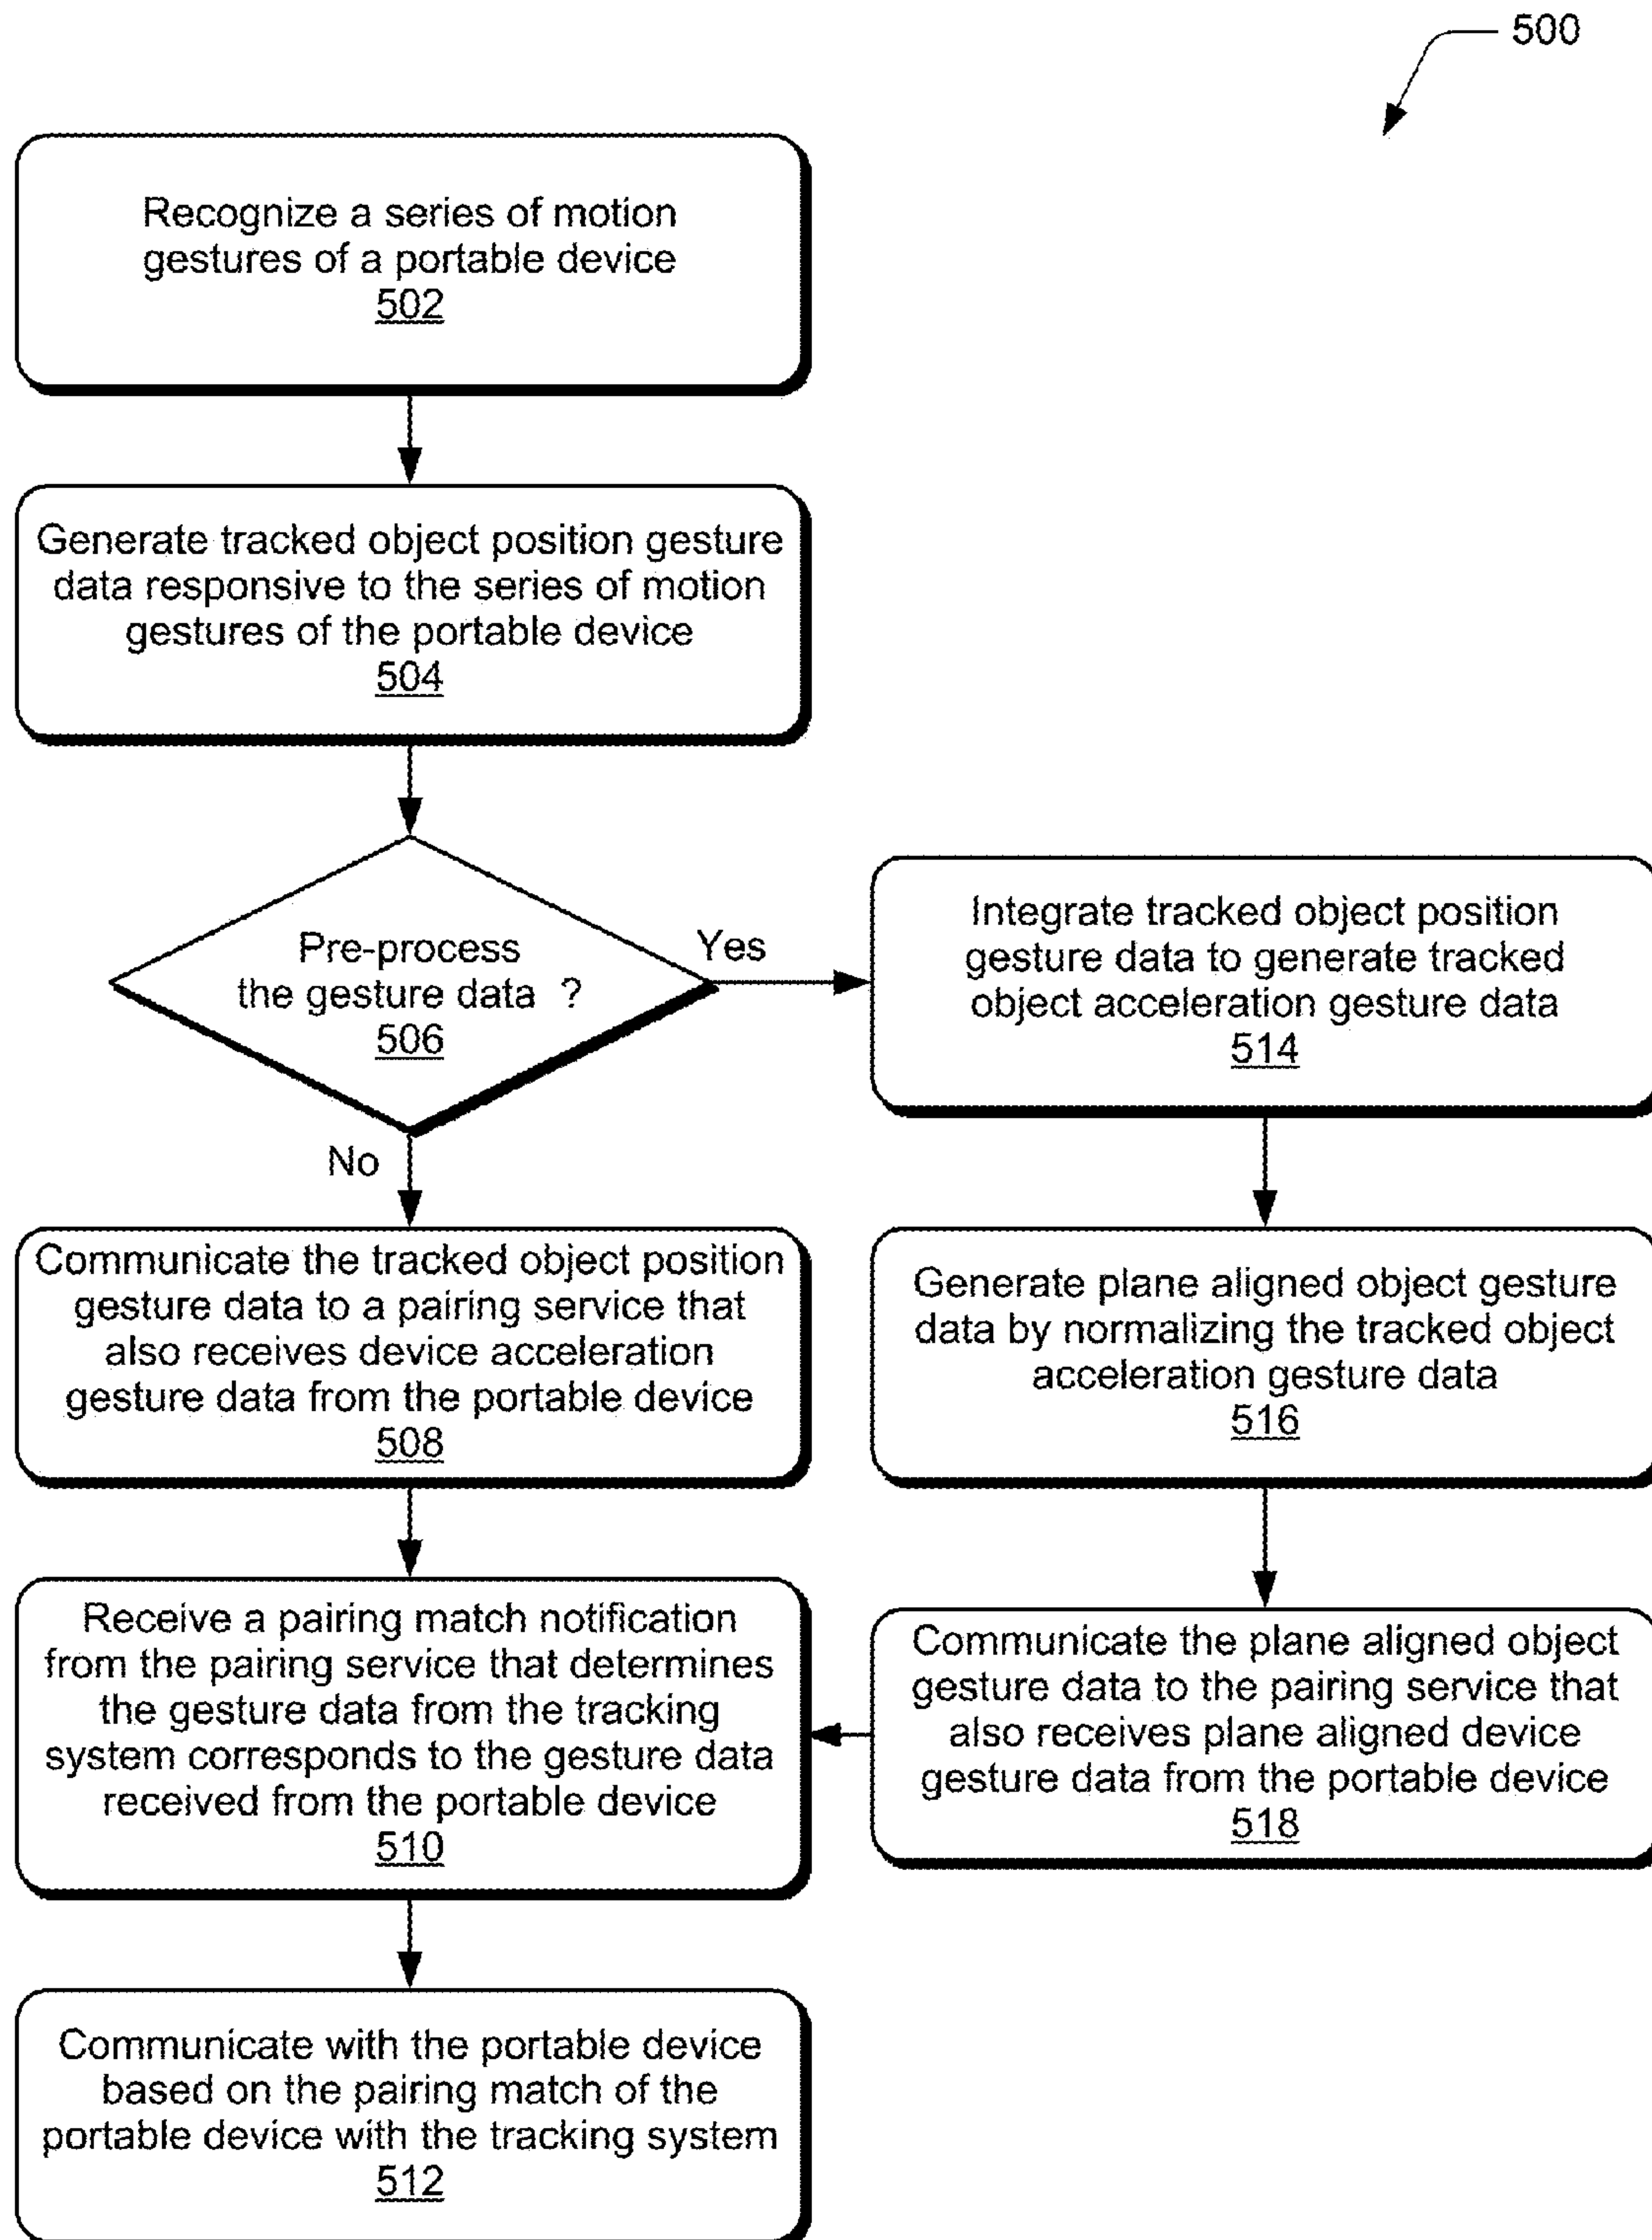 500
Recognize a series of motion
gestures of a portable device
502
Generate tracked object position gesture
data responsive to the series of motion
gestures of the portable device
504
Pre-process
the gesture data ?
506
Yes
No
Communicate the tracked object position
gesture data to a pairing service that
also receives device acceleration
gesture data from the portable device
508
Receive a pairing match notification
from the pairing service that determines
the gesture data from the tracking
system corresponds to the gesture data
received from the portable device
510
Communicate with the portable device
based on the pairing match of the
portable device with the tracking system
512
Integrate tracked object position
gesture data to generate tracked
object acceleration gesture data
514
Generate plane aligned object gesture
data by normalizing the tracked object
acceleration gesture data
516
Communicate the plane aligned object
gesture data to the pairing service that
also receives plane aligned device
gesture data from the portable device
518